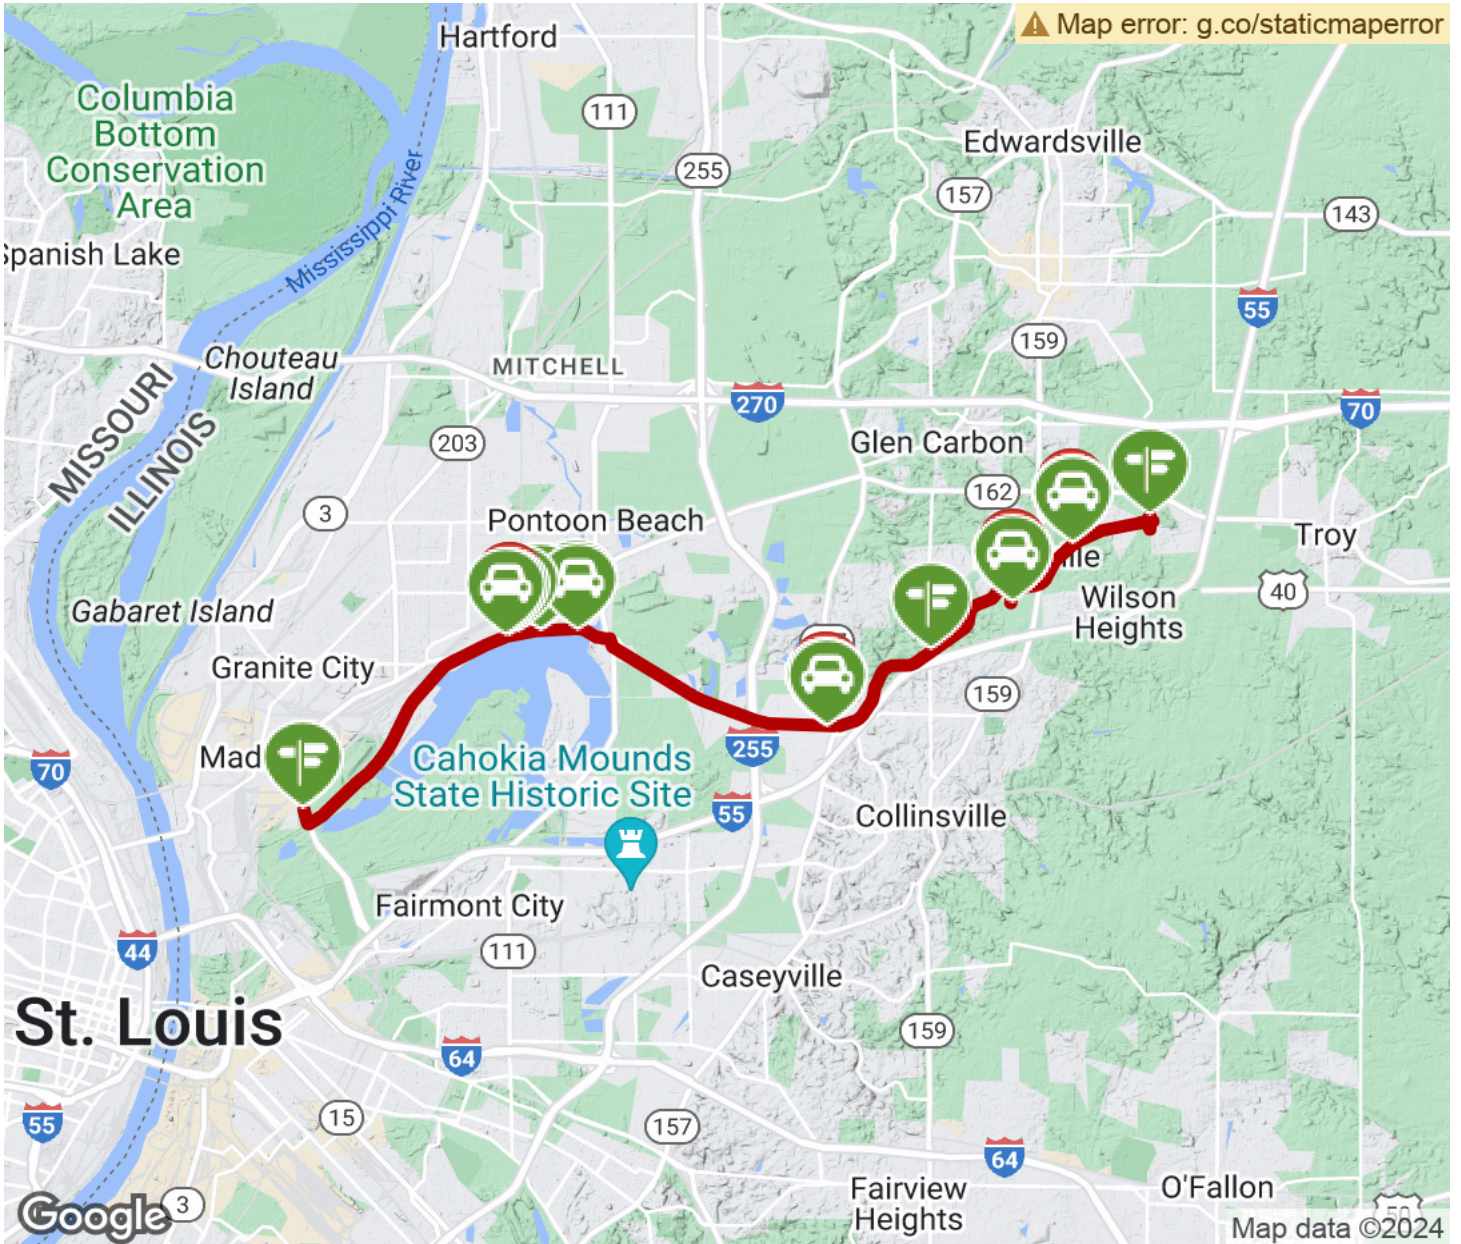 Map error: g.co/staticmaperror
Hartford
Columbia
Bottom
Conservation
Area
111
255
Edwardsville
157
143
Mississippi River
Spanish Lake
55
Chouteau
Island
MITCHELL
159
MISSOURI
ILLINOIS
270
70
203
Glen Carbon
162
3
Pontoon Beach
Troy
ille
40
Gabaret Island
Wilson
Heights
Granite City
159
Mad
70
255
Cahokia Mounds
State Historic Site
55
Collinsville
Fairmont City
111
44
Caseyville
St. Louis
159
64
55
15
157
64
Fairview
Heights
O'Fallon
50
Google
3
Map data ©2024